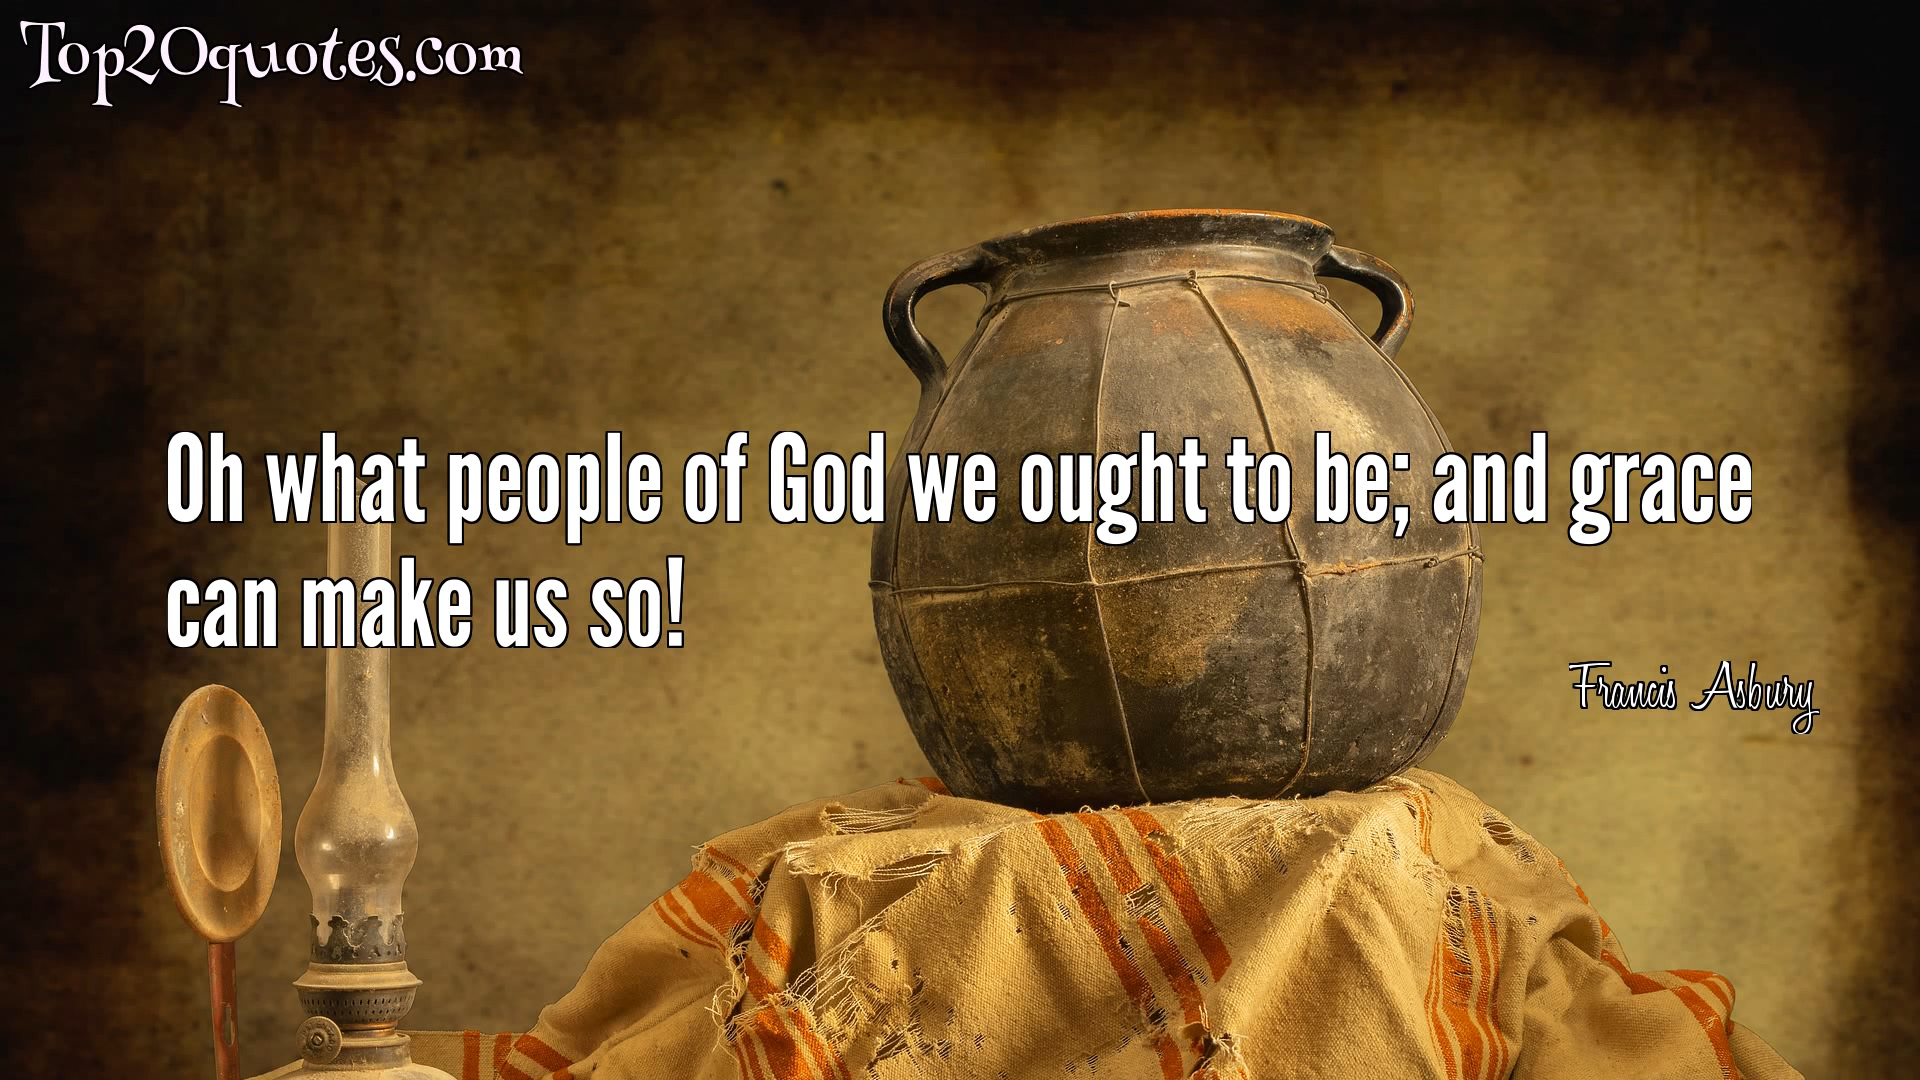 Top20quotes.com
Oh what people of God we ought to be; and grace
can make us so!
Francis Asbury